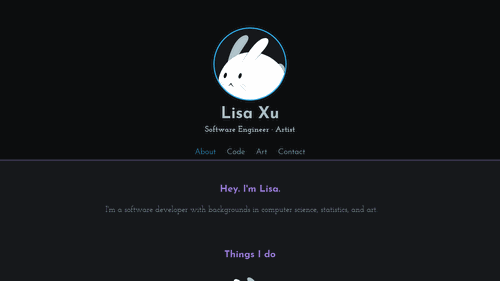 Lisa Xu
Software Engineer · Artist
About Code Art Contact
Hey. I'm Lisa.
I'm a software developer with backgrounds in computer science, statistics, and art.
Things I do